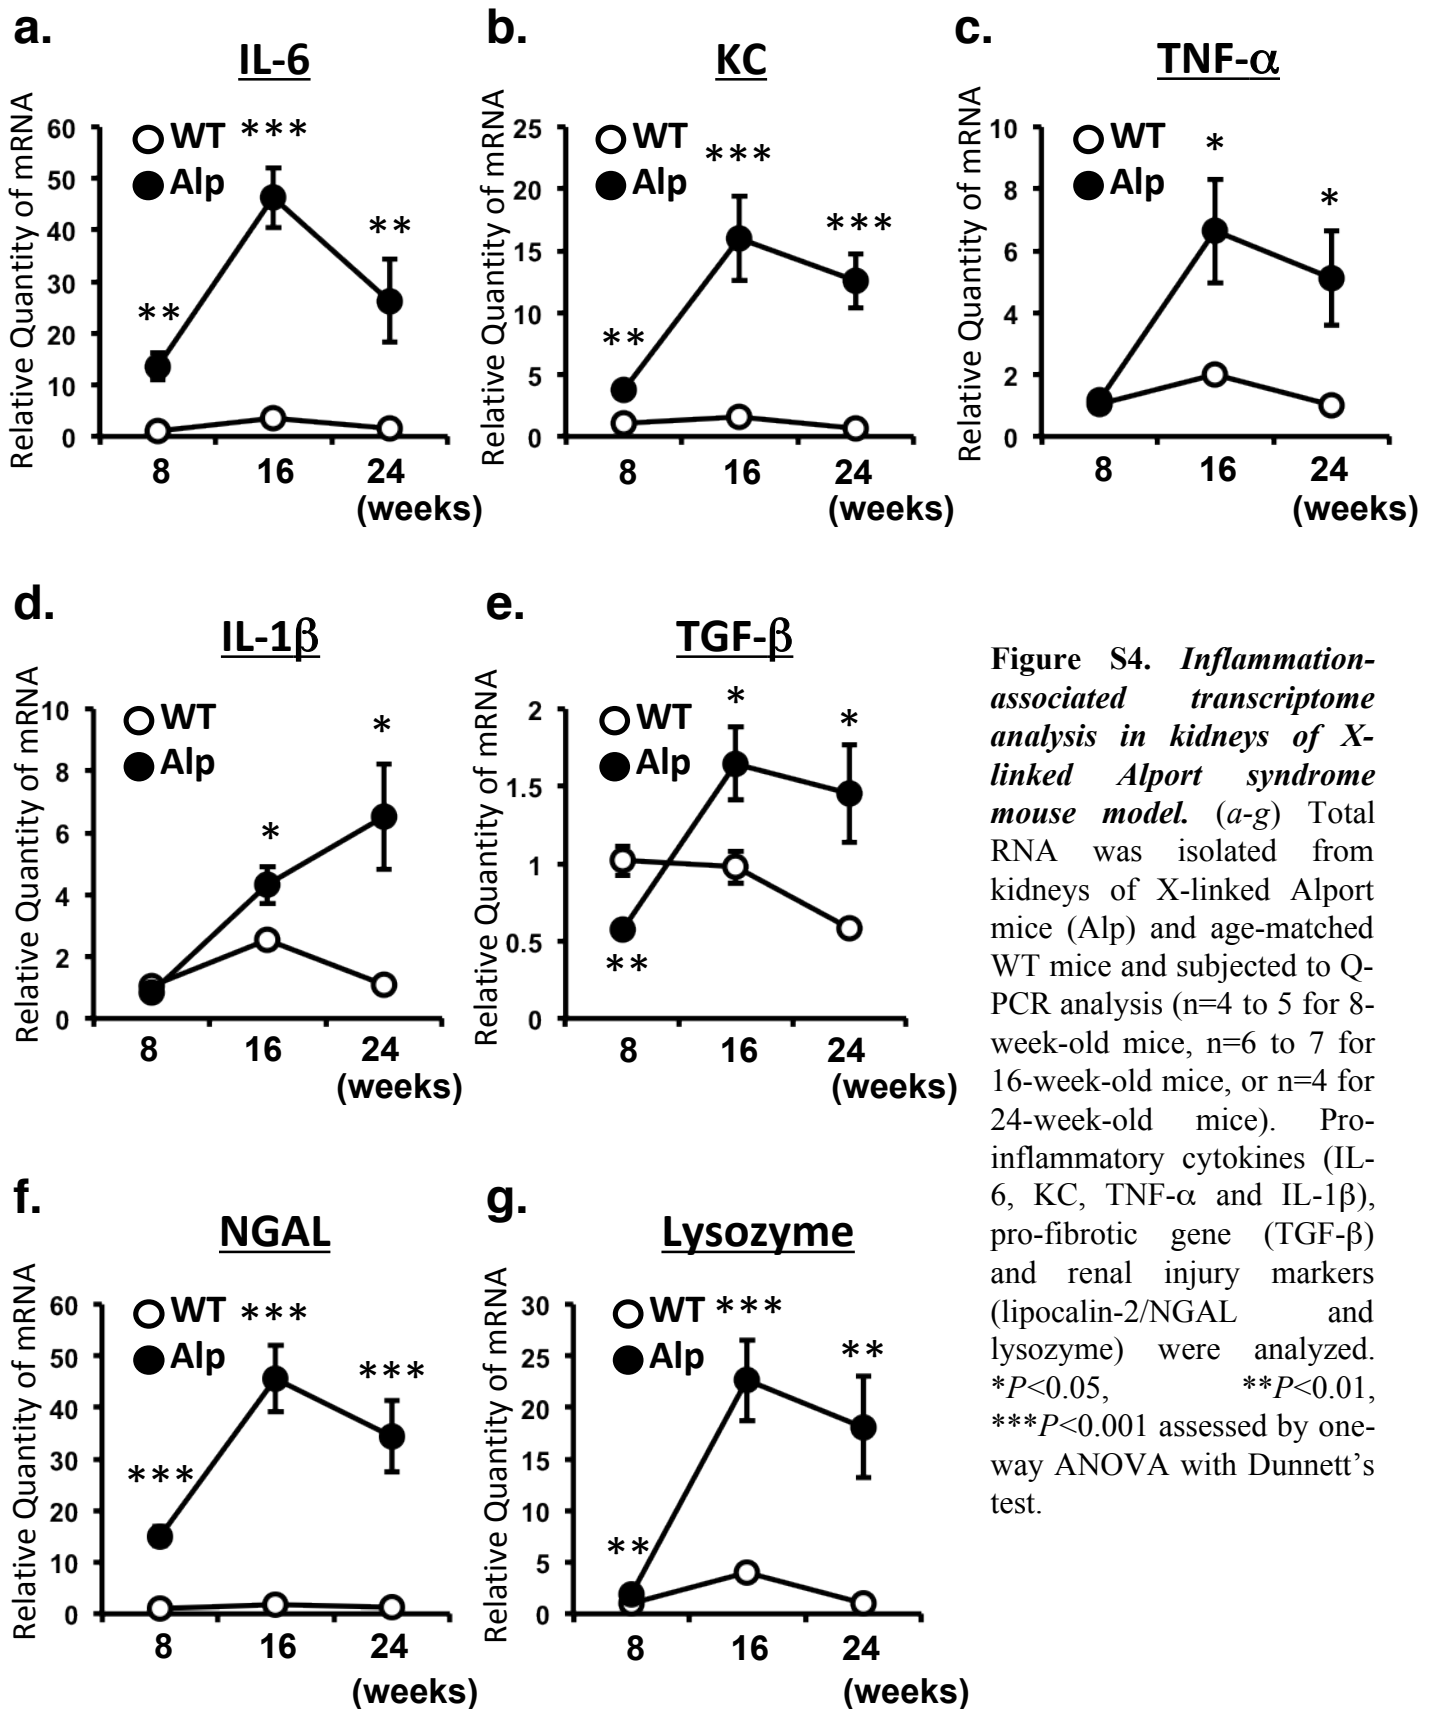 a.
IL-6
Relative Quantity of mRNA
60
50
40
30
20
10
0
WT
Alp
**
***
**
8 16 24
(weeks)
b.
KC
Relative Quantity of mRNA
25
20
15
10
5
0
WT
Alp
**
***
***
8 16 24
(weeks)
c.
TNF-α
Relative Quantity of mRNA
10
8
6
4
2
0
WT
Alp
*
*
8 16 24
(weeks)
d.
IL-1β
Relative Quantity of mRNA
10
8
6
4
2
0
WT
Alp
*
*
8 16 24
(weeks)
e.
TGF-β
Relative Quantity of mRNA
2
1.5
1
0.5
0
WT
Alp
**
*
*
8 16 24
(weeks)
Figure S4. Inflammation-
associated transcriptome
analysis in kidneys of X-
linked Alport syndrome
mouse model. (a-g) Total
RNA was isolated from
kidneys of X-linked Alport
mice (Alp) and age-matched
WT mice and subjected to Q-
PCR analysis (n=4 to 5 for 8-
week-old mice, n=6 to 7 for
16-week-old mice, or n=4 for
24-week-old mice). Pro-
inflammatory cytokines (IL-
6, KC, TNF-α and IL-1β),
pro-fibrotic gene (TGF-β)
and renal injury markers
(lipocalin-2/NGAL and
lysozyme) were analyzed.
*P<0.05, **P<0.01,
***P<0.001 assessed by one-
way ANOVA with Dunnett’s
test.
f.
NGAL
Relative Quantity of mRNA
60
50
40
30
20
10
0
WT
Alp
***
***
***
8 16 24
(weeks)
g.
Lysozyme
Relative Quantity of mRNA
30
25
20
15
10
5
0
WT
Alp
**
***
**
8 16 24
(weeks)